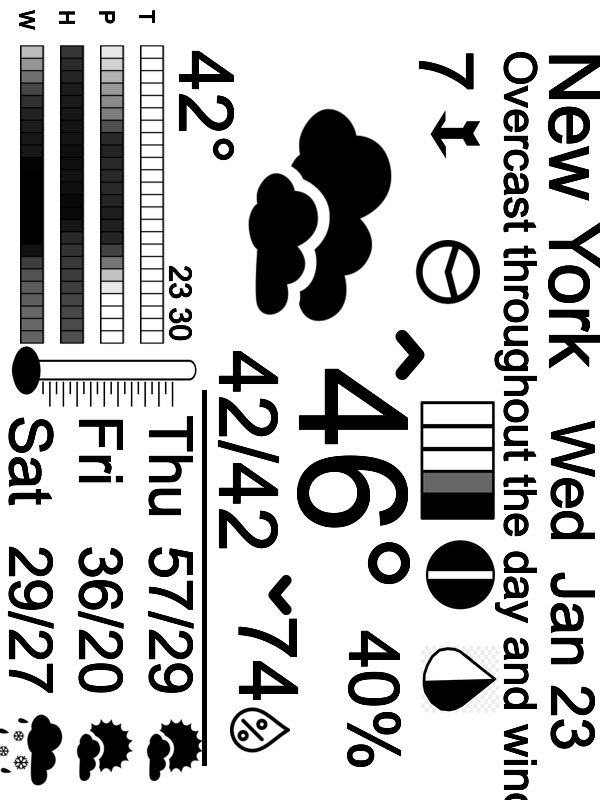 New York Wed Jan 23
Overcast throughout the day and wind
7
46°
40%
42/42
74
42°
23 30
T
P
H
W
Thu 57/29
Fri 36/20
Sat 29/27